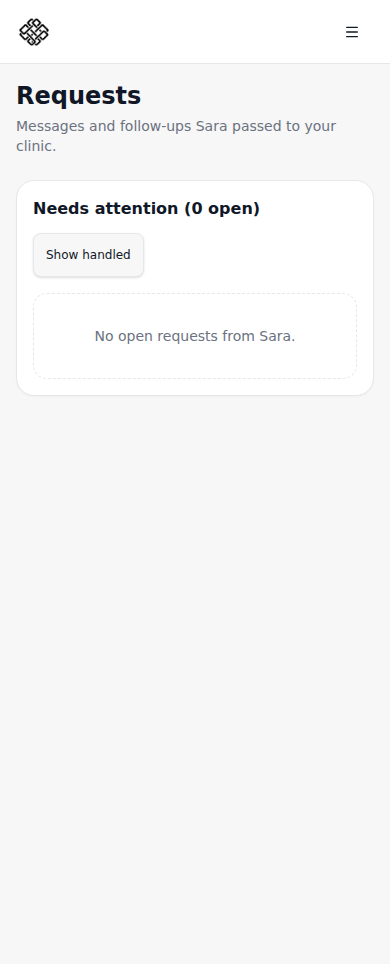 Requests
Messages and follow-ups Sara passed to your
clinic.
Needs attention (0 open)
Show handled
No open requests from Sara.